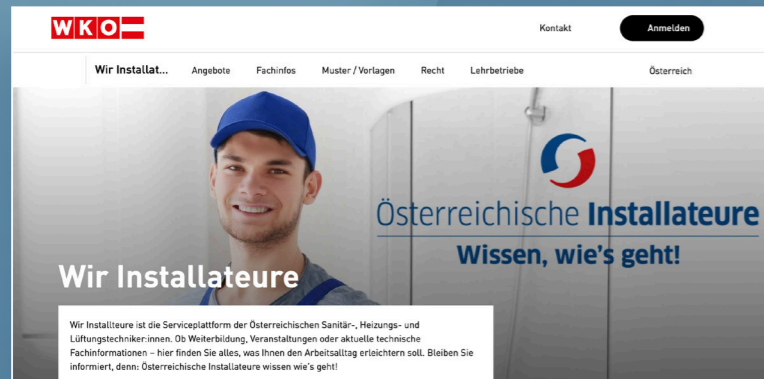 WKO
Kontakt
Anmelden
Wir Installat...
Angebote
Fachinfos
Muster / Vorlagen
Recht
Lehrbetriebe
Österreich
Österreichische Installateure
Wissen, wie's geht!
Wir Installateure
Wir Installteure ist die Serviceplattform der Österreichischen Sanitär-, Heizungs- und
Lüftungstechniker:innen. Ob Weiterbildung, Veranstaltungen oder aktuelle technische
Fachinformationen – hier finden Sie alles, was Ihnen den Arbeitsalltag erleichtern soll. Bleiben Sie
informiert, denn: Österreichische Installateure wissen wie's geht!